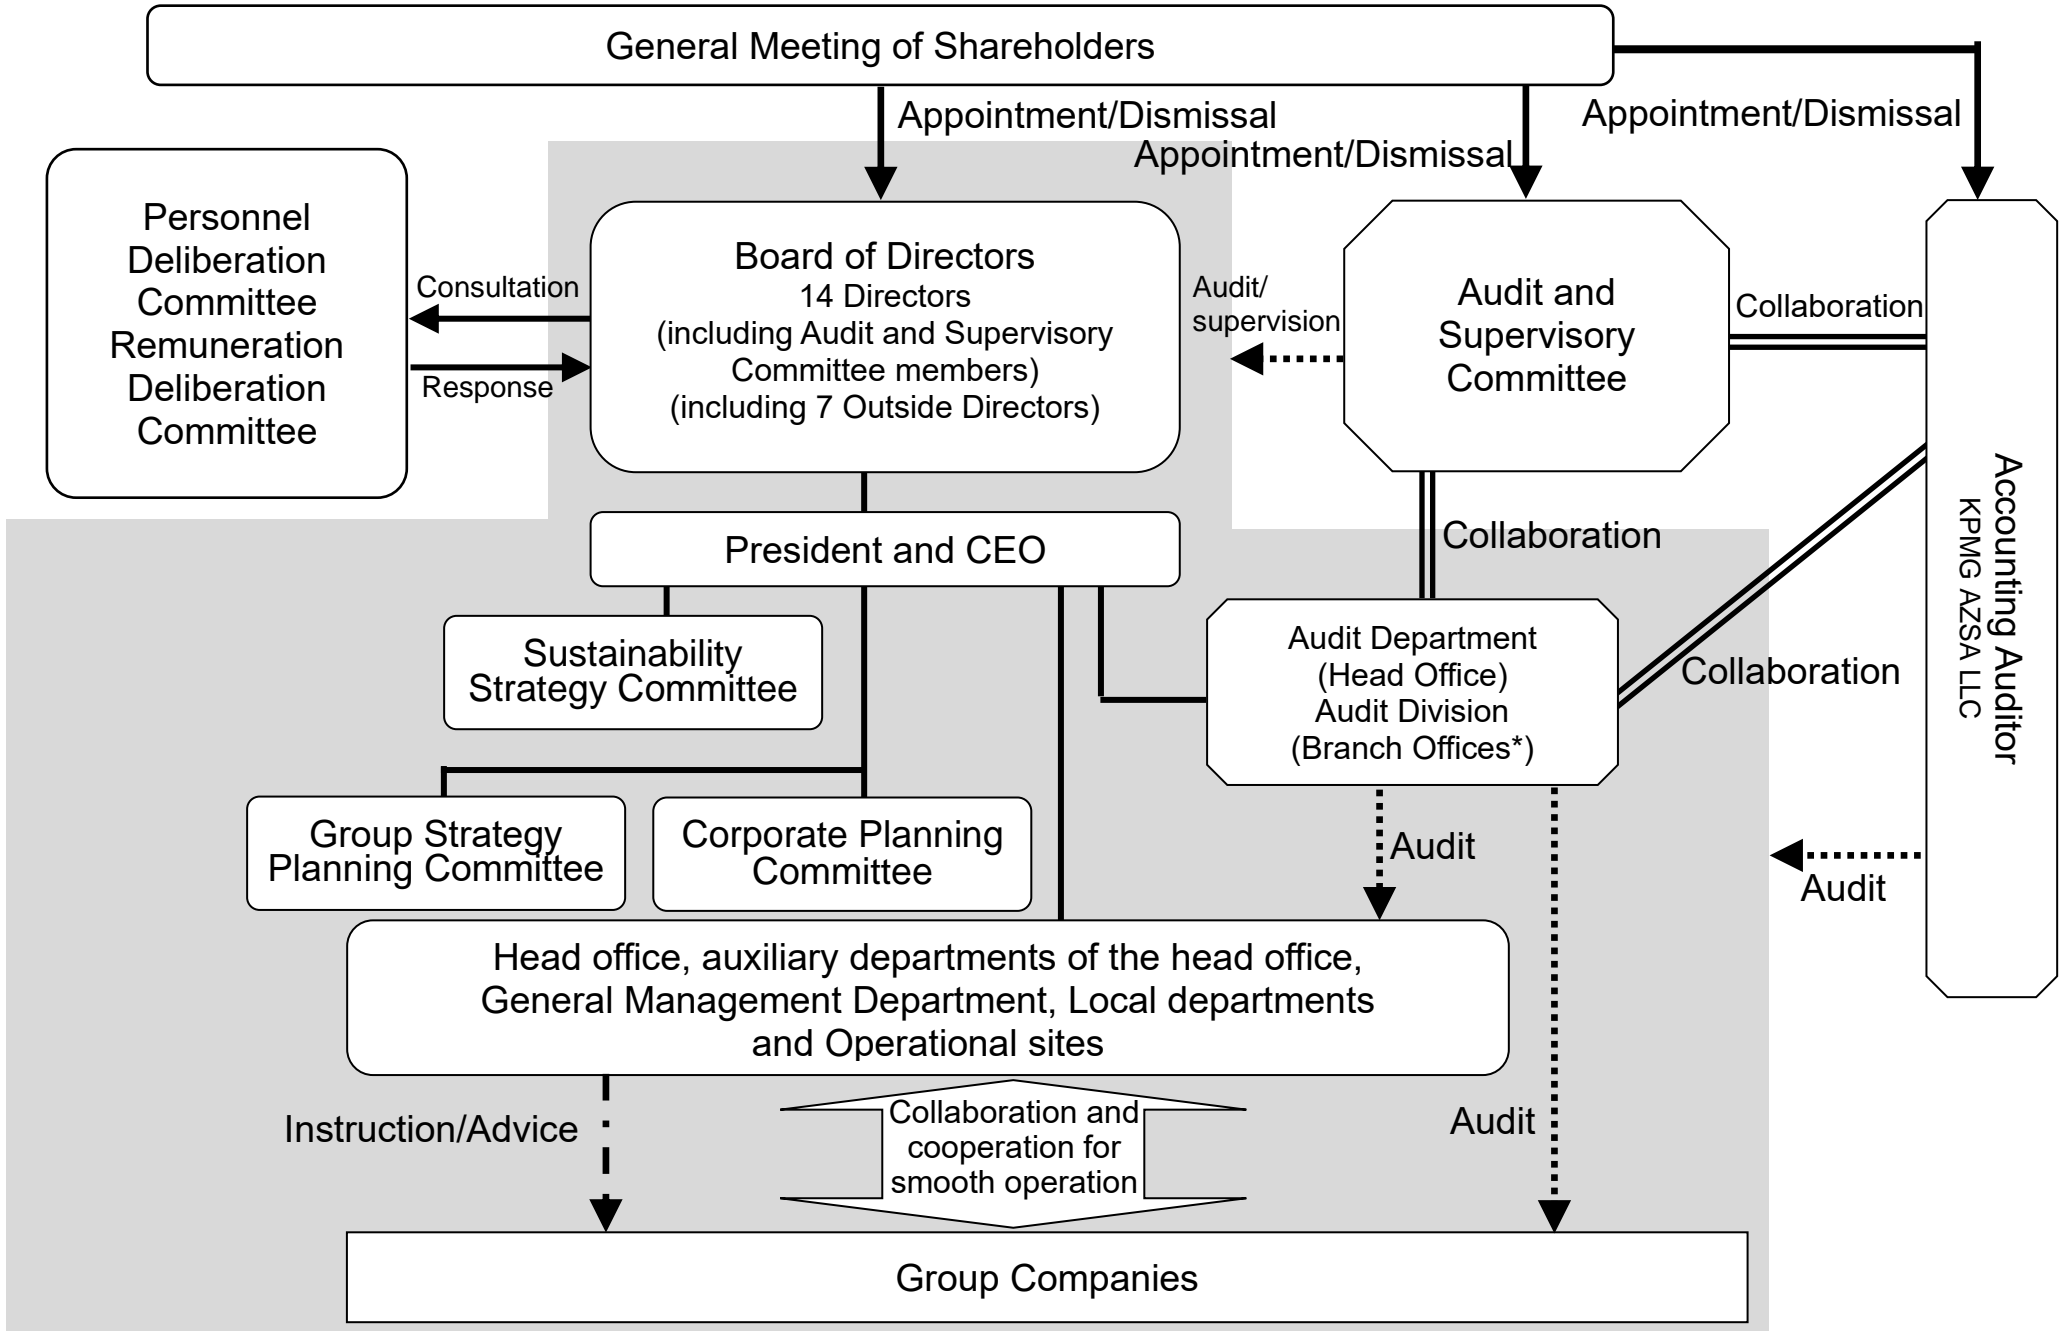 General Meeting of Shareholders
Appointment/Dismissal
Appointment/Dismissal
Appointment/Dismissal
Personnel
Deliberation
Committee
Remuneration
Deliberation
Committee
Consultation
Response
Board of Directors
14 Directors
(including Audit and Supervisory
Committee members)
(including 7 Outside Directors)
Audit/
supervision
Audit and
Supervisory
Committee
Collaboration
Accounting Auditor
KPMG AZSA LLC
President and CEO
Collaboration
Sustainability
Strategy Committee
Audit Department
(Head Office)
Audit Division
(Branch Offices*)
Collaboration
Group Strategy
Planning Committee
Corporate Planning
Committee
Audit
Audit
Head office, auxiliary departments of the head office,
General Management Department, Local departments
and Operational sites
Instruction/Advice
Collaboration and
cooperation for
smooth operation
Audit
Group Companies